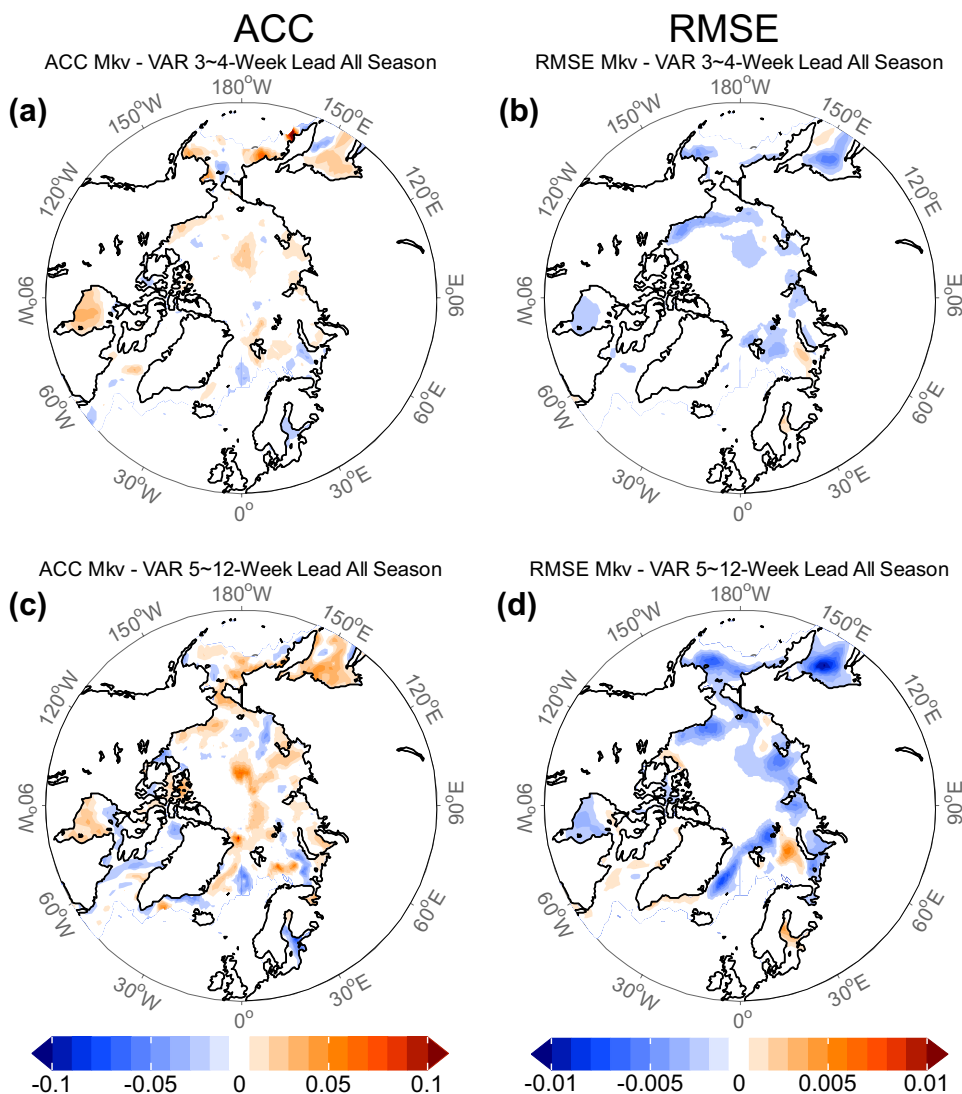 ACC RMSE
ACC Mkv - VAR 3~4-Week Lead All Season RMSE Mkv - VAR 3~4-Week Lead All Season
(a) (b)
180°W 180°W
150°W 150°E 150°W 150°E
120°W 120°E 120°W 120°E
90°W 90°E 90°W 90°E
60°W 60°E 60°W 60°E
30°W 30°E 30°W 30°E
0° 0°
ACC Mkv - VAR 5~12-Week Lead All Season RMSE Mkv - VAR 5~12-Week Lead All Season
(c) (d)
180°W 180°W
150°W 150°E 150°W 150°E
120°W 120°E 120°W 120°E
90°W 90°E 90°W 90°E
60°W 60°E 60°W 60°E
30°W 30°E 30°W 30°E
0° 0°
-0.1 -0.05 0 0.05 0.1 -0.01 -0.005 0 0.005 0.01